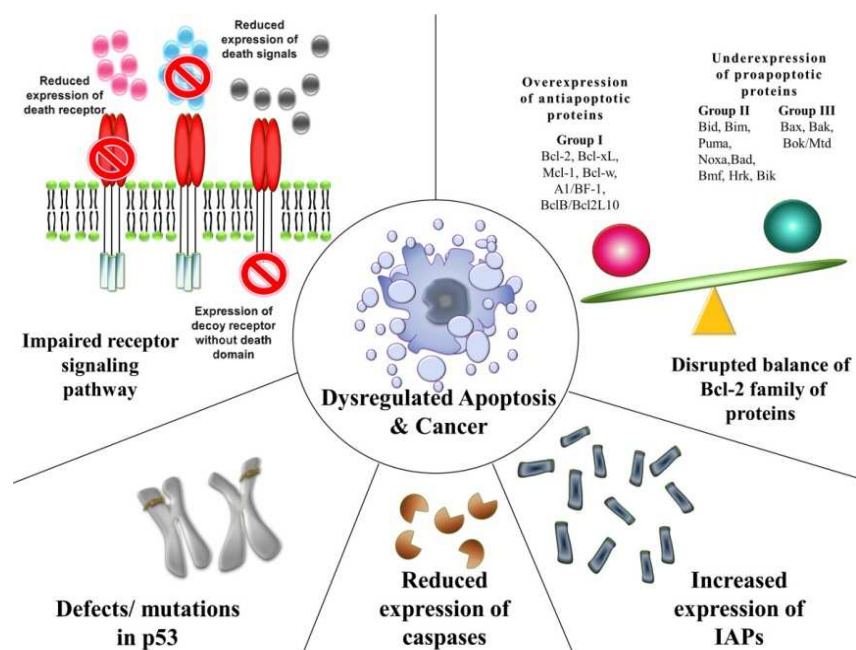 Reduced
expression of
death signals
Reduced
expression of
death receptor
Expression of
decoy receptor
without death
domain
Impaired receptor
signaling
pathway
Overexpression
of antiapoptotic
proteins
Group I
Bcl-2, Bcl-xL,
Mcl-1, Bcl-w,
A1/BF-1,
BclB/Bcl2L10
Underexpression
of proapoptotic
proteins
Group II
Bid, Bim,
Puma,
Noxa,Bad,
Bmf, Hrk, Bik
Group III
Bax, Bak,
Bok/Mtd
Disrupted balance of
Bcl-2 family of
proteins
Dysregulated Apoptosis
& Cancer
Defects/ mutations
in p53
Reduced
expression of
caspases
Increased
expression of
IAPs